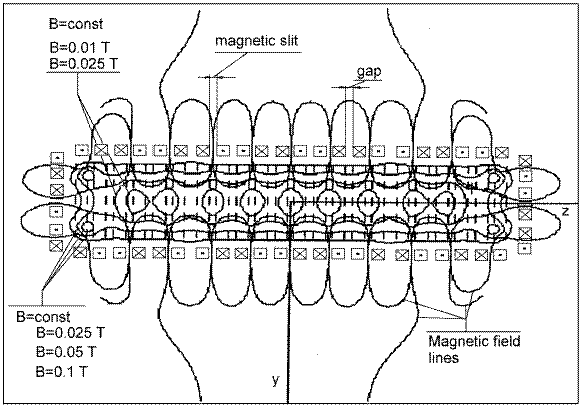 B=const
B=0.01 T
B=0.025 T
magnetic slit
gap
z
B=const
B=0.025 T
B=0.05 T
B=0.1 T
Magnetic field
lines
y